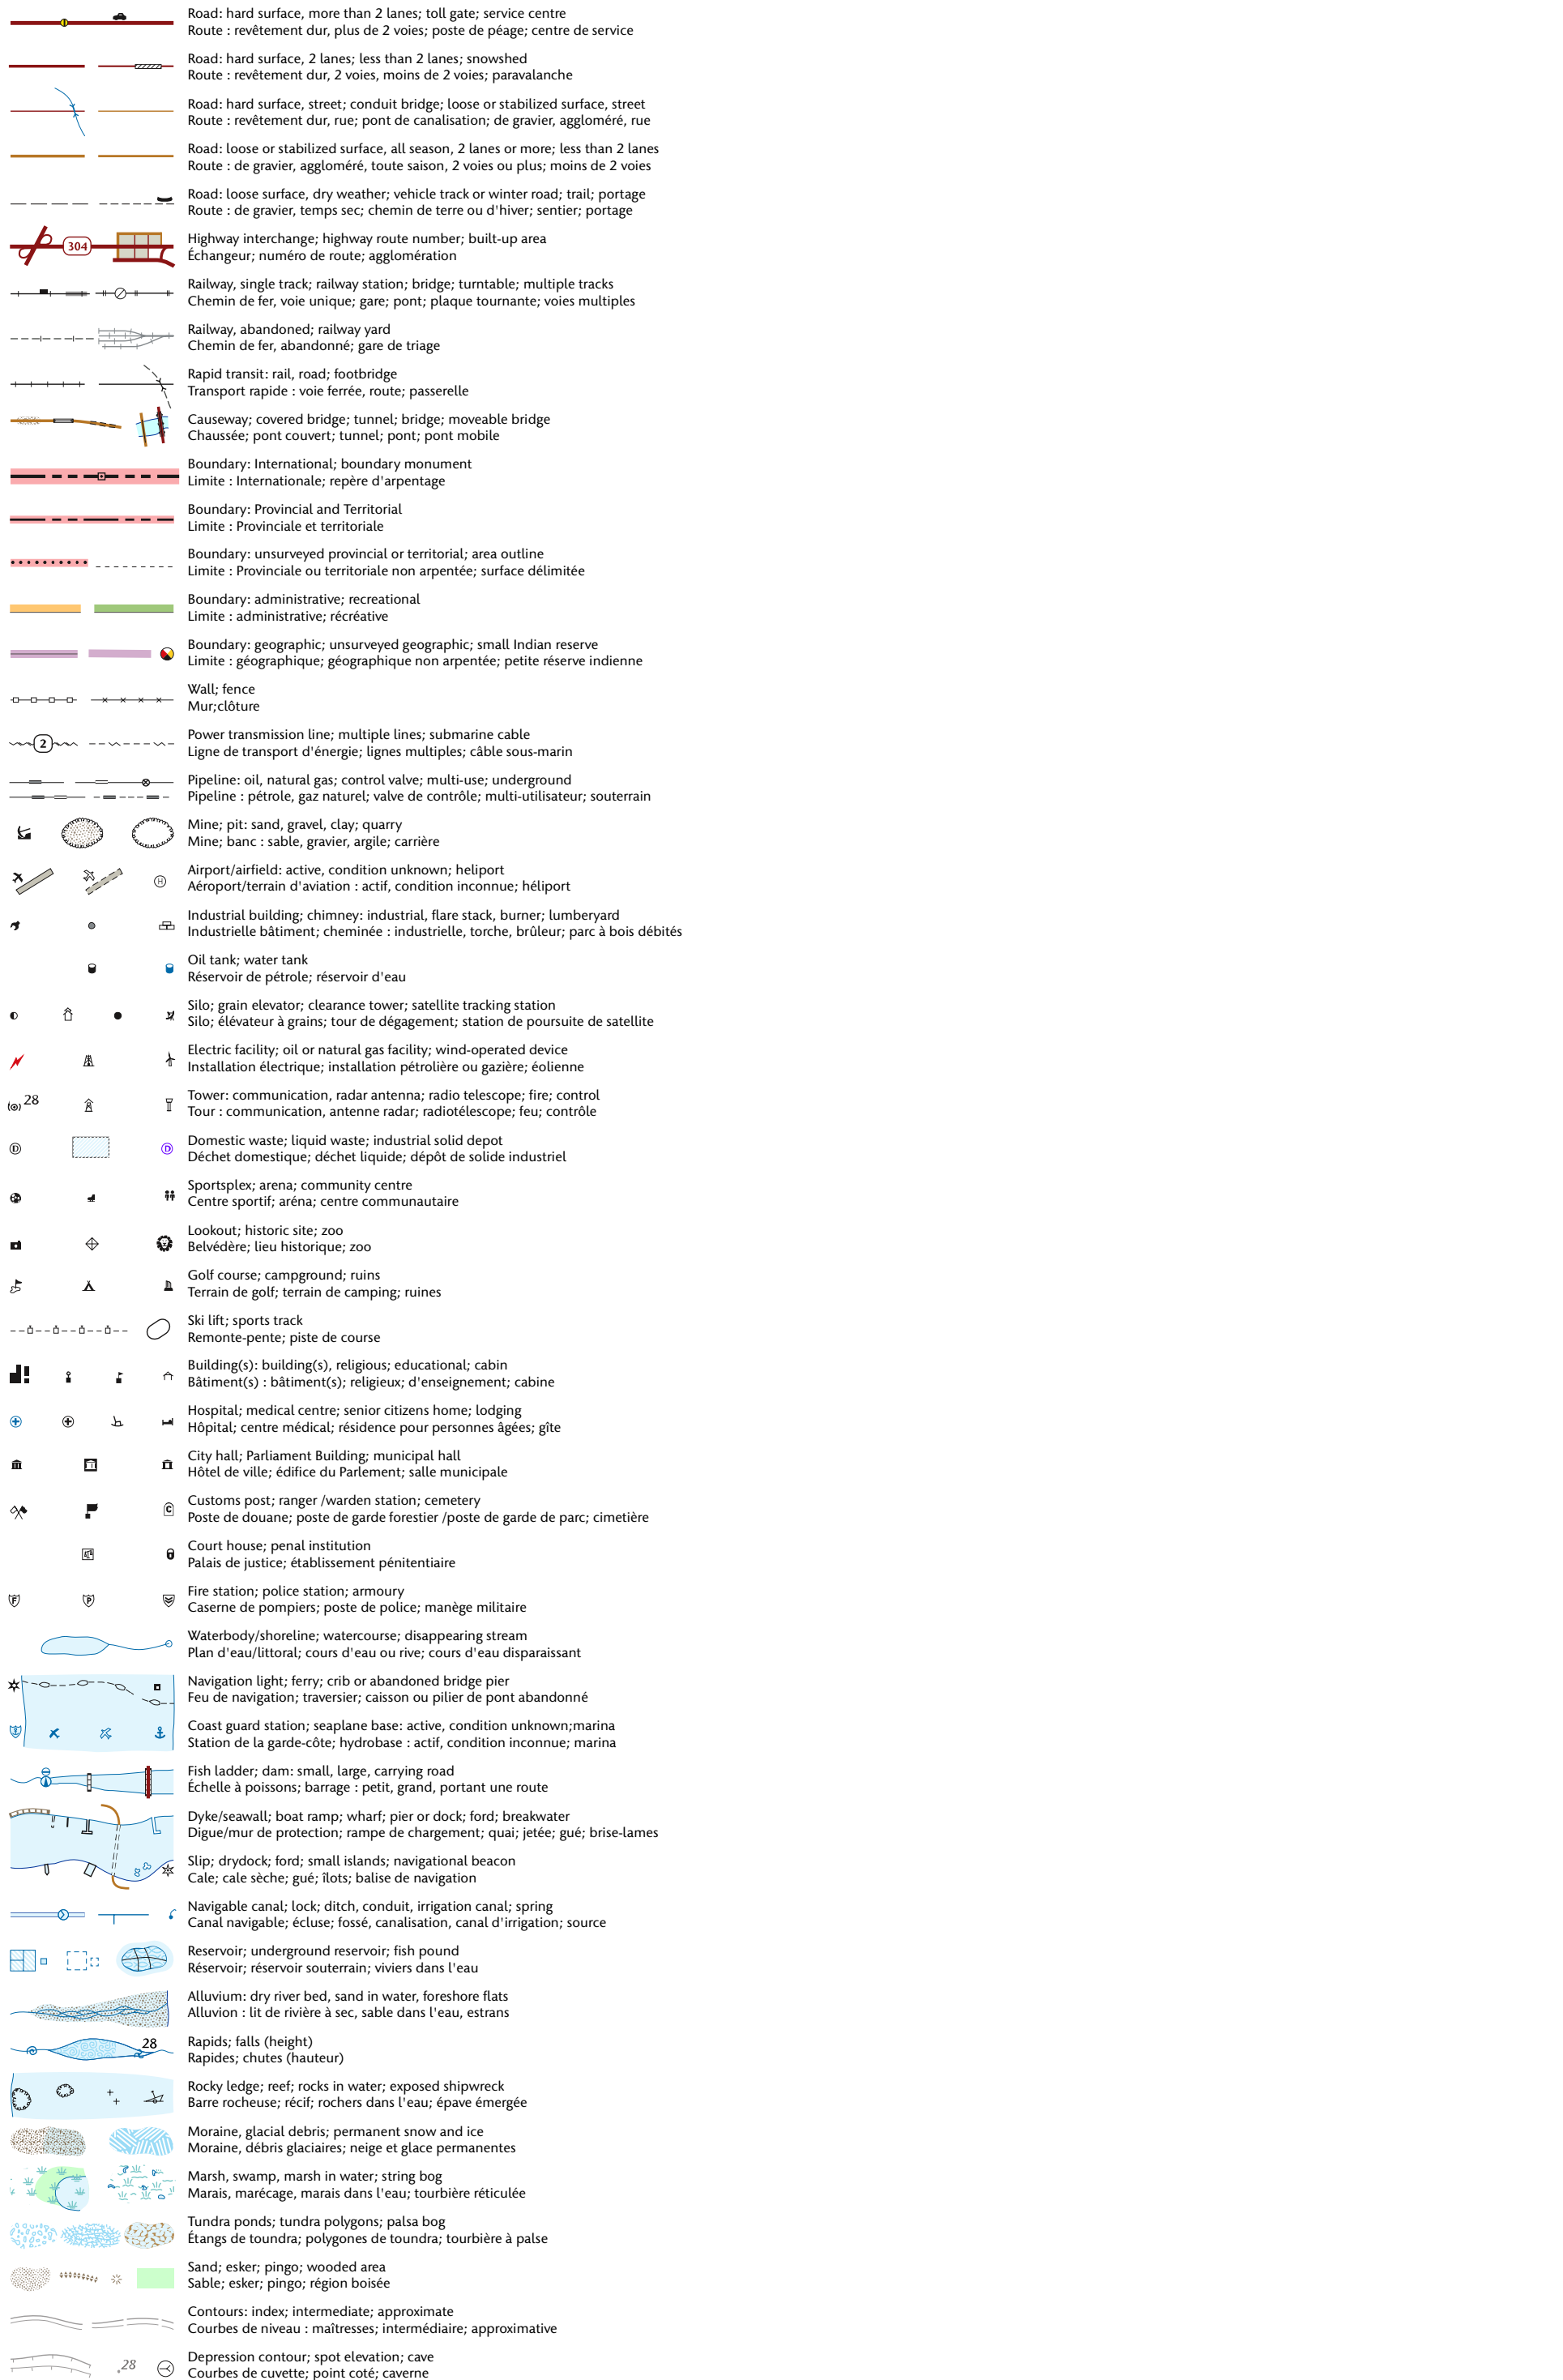 Road: hard surface, more than 2 lanes; toll gate; service centre
Route : revêtement dur, plus de 2 voies; poste de péage; centre de service
Road: hard surface, 2 lanes; less than 2 lanes; snowshed
Route : revêtement dur, 2 voies, moins de 2 voies; paravalanche
Road: hard surface, street; conduit bridge; loose or stabilized surface, street
Route : revêtement dur, rue; pont de canalisation; de gravier, aggloméré, rue
Road: loose or stabilized surface, all season, 2 lanes or more; less than 2 lanes
Route : de gravier, aggloméré, toute saison, 2 voies ou plus; moins de 2 voies
Road: loose surface, dry weather; vehicle track or winter road; trail; portage
Route : de gravier, temps sec; chemin de terre ou d'hiver; sentier; portage
304
Highway interchange; highway route number; built-up area
Échangeur; numéro de route; agglomération
Railway, single track; railway station; bridge; turntable; multiple tracks
Chemin de fer, voie unique; gare; pont; plaque tournante; voies multiples
Railway, abandoned; railway yard
Chemin de fer, abandonné; gare de triage
Rapid transit: rail, road; footbridge
Transport rapide : voie ferrée, route; passerelle
Causeway; covered bridge; tunnel; bridge; moveable bridge
Chaussée; pont couvert; tunnel; pont; pont mobile
Boundary: International; boundary monument
Limite : Internationale; repère d'arpentage
Boundary: Provincial and Territorial
Limite : Provinciale et territoriale
Boundary: unsurveyed provincial or territorial; area outline
Limite : Provinciale ou territoriale non arpentée; surface délimitée
Boundary: administrative; recreational
Limite : administrative; récréative
Boundary: geographic; unsurveyed geographic; small Indian reserve
Limite : géographique; géographique non arpentée; petite réserve indienne
Wall; fence
Mur;clôture
2
Power transmission line; multiple lines; submarine cable
Ligne de transport d'énergie; lignes multiples; câble sous-marin
Pipeline: oil, natural gas; control valve; multi-use; underground
Pipeline : pétrole, gaz naturel; valve de contrôle; multi-utilisateur; souterrain
Mine; pit: sand, gravel, clay; quarry
Mine; banc : sable, gravier, argile; carrière
H
Airport/airfield: active, condition unknown; heliport
Aéroport/terrain d'aviation : actif, condition inconnue; héliport
Industrial building; chimney: industrial, flare stack, burner; lumberyard
Industrielle bâtiment; cheminée : industrielle, torche, brûleur; parc à bois débités
Oil tank; water tank
Réservoir de pétrole; réservoir d'eau
Silo; grain elevator; clearance tower; satellite tracking station
Silo; élévateur à grains; tour de dégagement; station de poursuite de satellite
Electric facility; oil or natural gas facility; wind-operated device
Installation électrique; installation pétrolière ou gazière; éolienne
28
Tower: communication, radar antenna; radio telescope; fire; control
Tour : communication, antenne radar; radiotélescope; feu; contrôle
D D
Domestic waste; liquid waste; industrial solid depot
Déchet domestique; déchet liquide; dépôt de solide industriel
Sportsplex; arena; community centre
Centre sportif; aréna; centre communautaire
Lookout; historic site; zoo
Belvédère; lieu historique; zoo
Golf course; campground; ruins
Terrain de golf; terrain de camping; ruines
Ski lift; sports track
Remonte-pente; piste de course
Building(s): building(s), religious; educational; cabin
Bâtiment(s) : bâtiment(s); religieux; d'enseignement; cabine
Hospital; medical centre; senior citizens home; lodging
Hôpital; centre médical; résidence pour personnes âgées; gîte
City hall; Parliament Building; municipal hall
Hôtel de ville; édifice du Parlement; salle municipale
C
Customs post; ranger /warden station; cemetery
Poste de douane; poste de garde forestier /poste de garde de parc; cimetière
Court house; penal institution
Palais de justice; établissement pénitentiaire
F P
Fire station; police station; armoury
Caserne de pompiers; poste de police; manège militaire
Waterbody/shoreline; watercourse; disappearing stream
Plan d'eau/littoral; cours d'eau ou rive; cours d'eau disparaissant
Navigation light; ferry; crib or abandoned bridge pier
Feu de navigation; traversier; caisson ou pilier de pont abandonné
Coast guard station; seaplane base: active, condition unknown;marina
Station de la garde-côte; hydrobase : actif, condition inconnue; marina
Fish ladder; dam: small, large, carrying road
Échelle à poissons; barrage : petit, grand, portant une route
Dyke/seawall; boat ramp; wharf; pier or dock; ford; breakwater
Digue/mur de protection; rampe de chargement; quai; jetée; gué; brise-lames
Slip; drydock; ford; small islands; navigational beacon
Cale; cale sèche; gué; îlots; balise de navigation
Navigable canal; lock; ditch, conduit, irrigation canal; spring
Canal navigable; écluse; fossé, canalisation, canal d'irrigation; source
Reservoir; underground reservoir; fish pound
Réservoir; réservoir souterrain; viviers dans l'eau
Alluvium: dry river bed, sand in water, foreshore flats
Alluvion : lit de rivière à sec, sable dans l'eau, estrans
28
Rapids; falls (height)
Rapides; chutes (hauteur)
Rocky ledge; reef; rocks in water; exposed shipwreck
Barre rocheuse; récif; rochers dans l'eau; épave émergée
Moraine, glacial debris; permanent snow and ice
Moraine, débris glaciaires; neige et glace permanentes
Marsh, swamp, marsh in water; string bog
Marais, marécage, marais dans l'eau; tourbière réticulée
Tundra ponds; tundra polygons; palsa bog
Étangs de toundra; polygones de toundra; tourbière à palse
Sand; esker; pingo; wooded area
Sable; esker; pingo; région boisée
Contours: index; intermediate; approximate
Courbes de niveau : maîtresses; intermédiaire; approximative
.28
Depression contour; spot elevation; cave
Courbes de cuvette; point coté; caverne